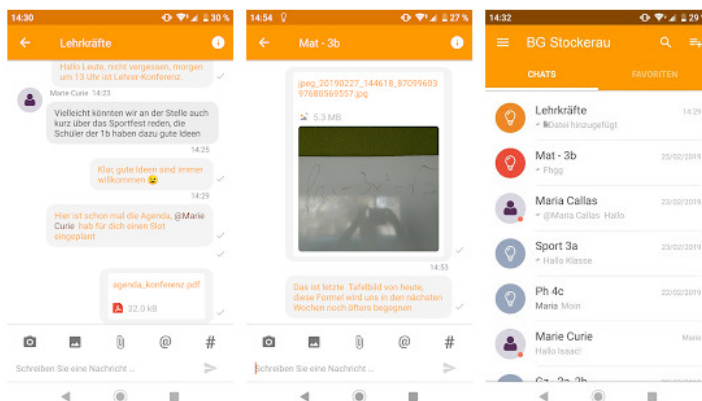 14:30
30 %
Lehrkräfte
Hallo Leute, nicht vergessen, morgen
um 13 Uhr ist Lehrer-Konferenz.
Marie Curie 14:23
Vielleicht könnten wir an der Stelle auch
kurz über das Sportfest reden, die
Schüler der 1b haben dazu gute Ideen
14:25
Klar, gute Ideen sind immer
willkommen 😉
14:29
Hier ist schon mal die Agenda, @Marie
Curie hab für dich einen Slot
eingeplant
agenda_konferenz.pdf
32.0 kB
Schreiben Sie eine Nachricht ...
14:54
27 %
Mat - 3b
jpeg_20190227_144618_87099603
97680569557.jpg
5.3 MB
14:53
Das ist letzte Tafelbild von heute,
diese Formel wird uns in den nächsten
Wochen noch öfters begegnen
Schreiben Sie eine Nachricht ...
14:32
29
BG Stockerau
CHATS
FAVORITEN
Lehrkräfte
14:29
Datei hinzugefügt
Mat - 3b
25/02/2019
Fhgg
Maria Callas
23/02/2019
@Maria Callas Hallo
Sport 3a
23/02/2019
Hallo Klasse
Ph 4c
22/02/2019
Maria Moin
Marie Curie
Marie
Hallo Isaac!